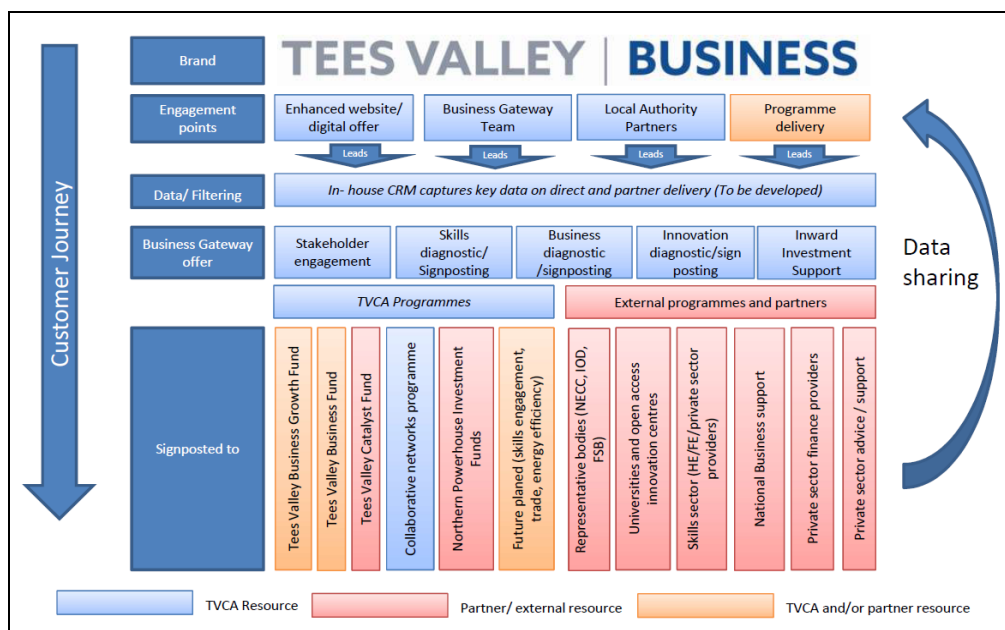 Customer Journey
Brand
TEES VALLEY | BUSINESS
Engagement
points
Enhanced website/
digital offer
Business Gateway
Team
Local Authority
Partners
Programme
delivery
Leads
Leads
Leads
Leads
Data/ Filtering
In- house CRM captures key data on direct and partner delivery (To be developed)
Business Gateway
offer
Stakeholder
engagement
Skills
diagnostic/
Signposting
Business
diagnostic
/signposting
Innovation
diagnostic/sign
posting
Inward
Investment
Support
TVCA Programmes
External programmes and partners
Signposted to
Tees Valley Business Growth Fund
Tees Valley Business Fund
Tees Valley Catalyst Fund
Collaborative networks programme
Northern Powerhouse Investment
Funds
Future planed (skills engagement,
trade, energy efficiency)
Representative bodies (NECC, IOD,
FSB)
Universities and open access
innovation centres
Skills sector (HE/FE/private sector
providers)
National Business support
Private sector finance providers
Private sector advice / support
Data
sharing
TVCA Resource
Partner/ external resource
TVCA and/or partner resource